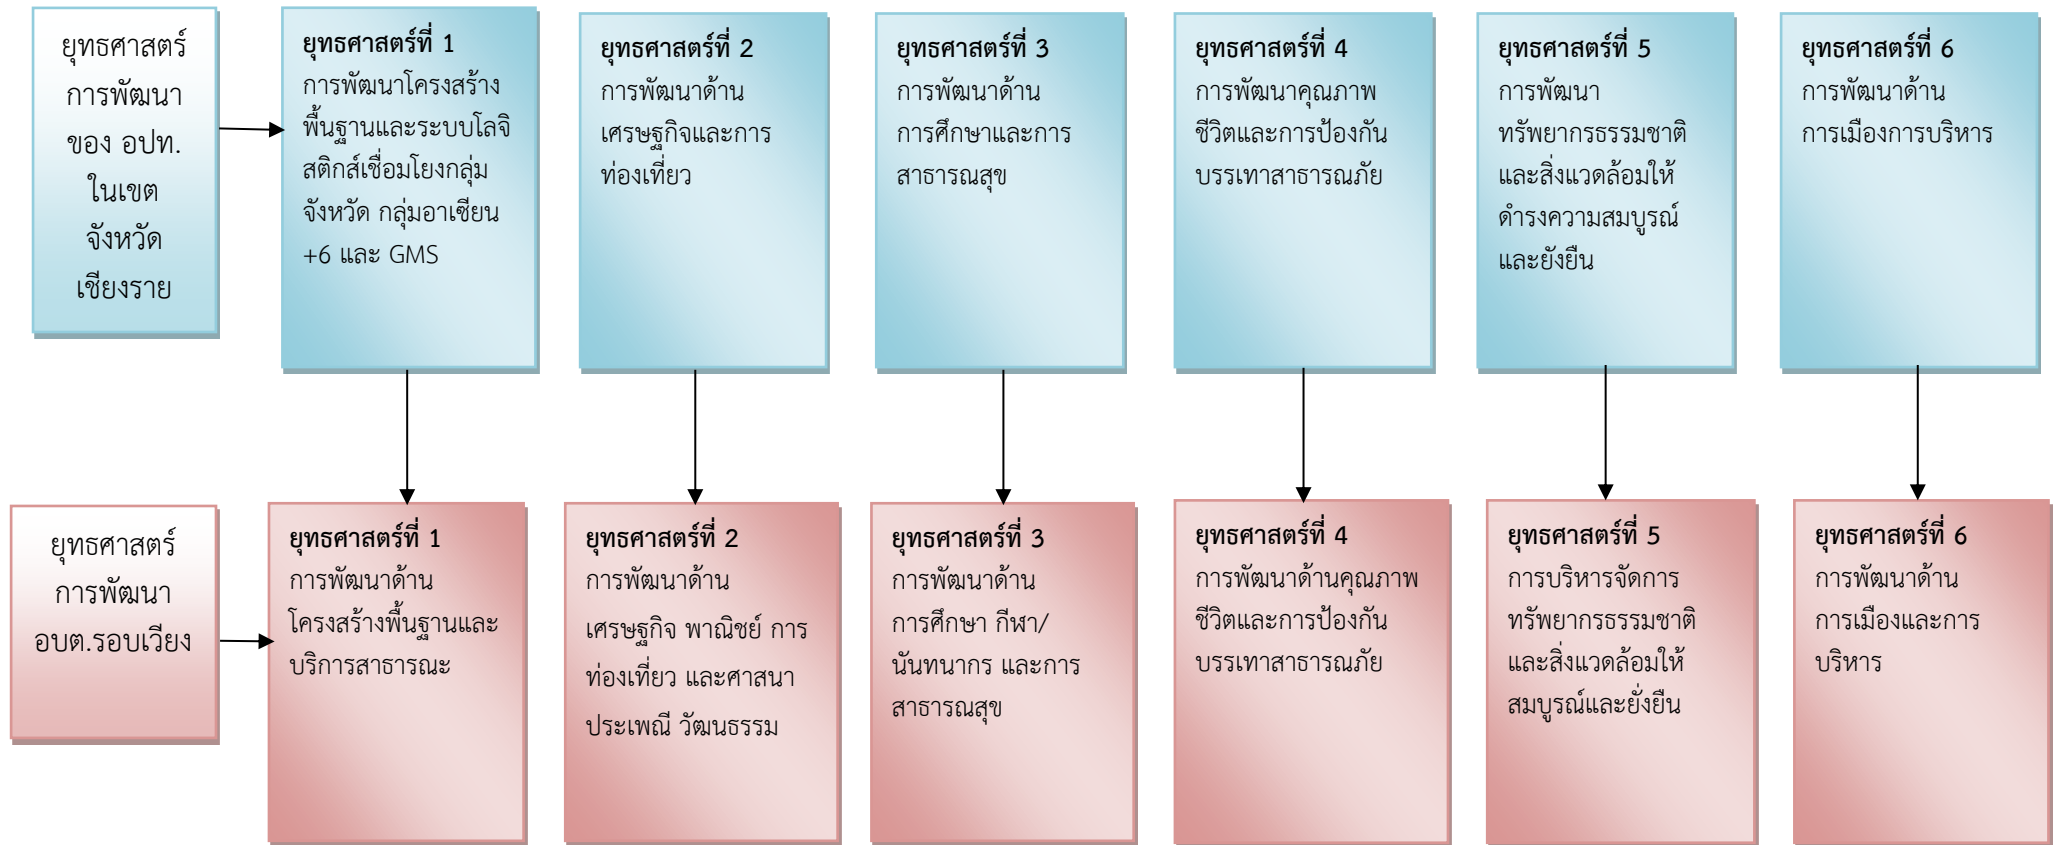 ยุทธศาสตร์
การพัฒนา
ของ อปท.
ในเขต
จังหวัด
เชียงราย
ยุทธศาสตร์ที่ 1
การพัฒนาโครงสร้าง
พื้นฐานและระบบโลจิ
สติกส์เชื่อมโยงกลุ่ม
จังหวัด กลุ่มอาเซียน
+6 และ GMS
ยุทธศาสตร์ที่ 2
การพัฒนาด้าน
เศรษฐกิจและการ
ท่องเที่ยว
ยุทธศาสตร์ที่ 3
การพัฒนาด้าน
การศึกษาและการ
สาธารณสุข
ยุทธศาสตร์ที่ 4
การพัฒนาคุณภาพ
ชีวิตและการป้องกัน
บรรเทาสาธารณภัย
ยุทธศาสตร์ที่ 5
การพัฒนา
ทรัพยากรธรรมชาติ
และสิ่งแวดล้อมให้
ดำรงความสมบูรณ์
และยังยืน
ยุทธศาสตร์ที่ 6
การพัฒนาด้าน
การเมืองการบริหาร
ยุทธศาสตร์
การพัฒนา
อบต.รอบเวียง
ยุทธศาสตร์ที่ 1
การพัฒนาด้าน
โครงสร้างพื้นฐานและ
บริการสาธารณะ
ยุทธศาสตร์ที่ 2
การพัฒนาด้าน
เศรษฐกิจ พาณิชย์ การ
ท่องเที่ยว และศาสนา
ประเพณี วัฒนธรรม
ยุทธศาสตร์ที่ 3
การพัฒนาด้าน
การศึกษา กีฬา/
นันทนาการ และการ
สาธารณสุข
ยุทธศาสตร์ที่ 4
การพัฒนาด้านคุณภาพ
ชีวิตและการป้องกัน
บรรเทาสาธารณภัย
ยุทธศาสตร์ที่ 5
การบริหารจัดการ
ทรัพยากรธรรมชาติ
และสิ่งแวดล้อมให้
สมบูรณ์และยั่งยืน
ยุทธศาสตร์ที่ 6
การพัฒนาด้าน
การเมืองและการ
บริหาร